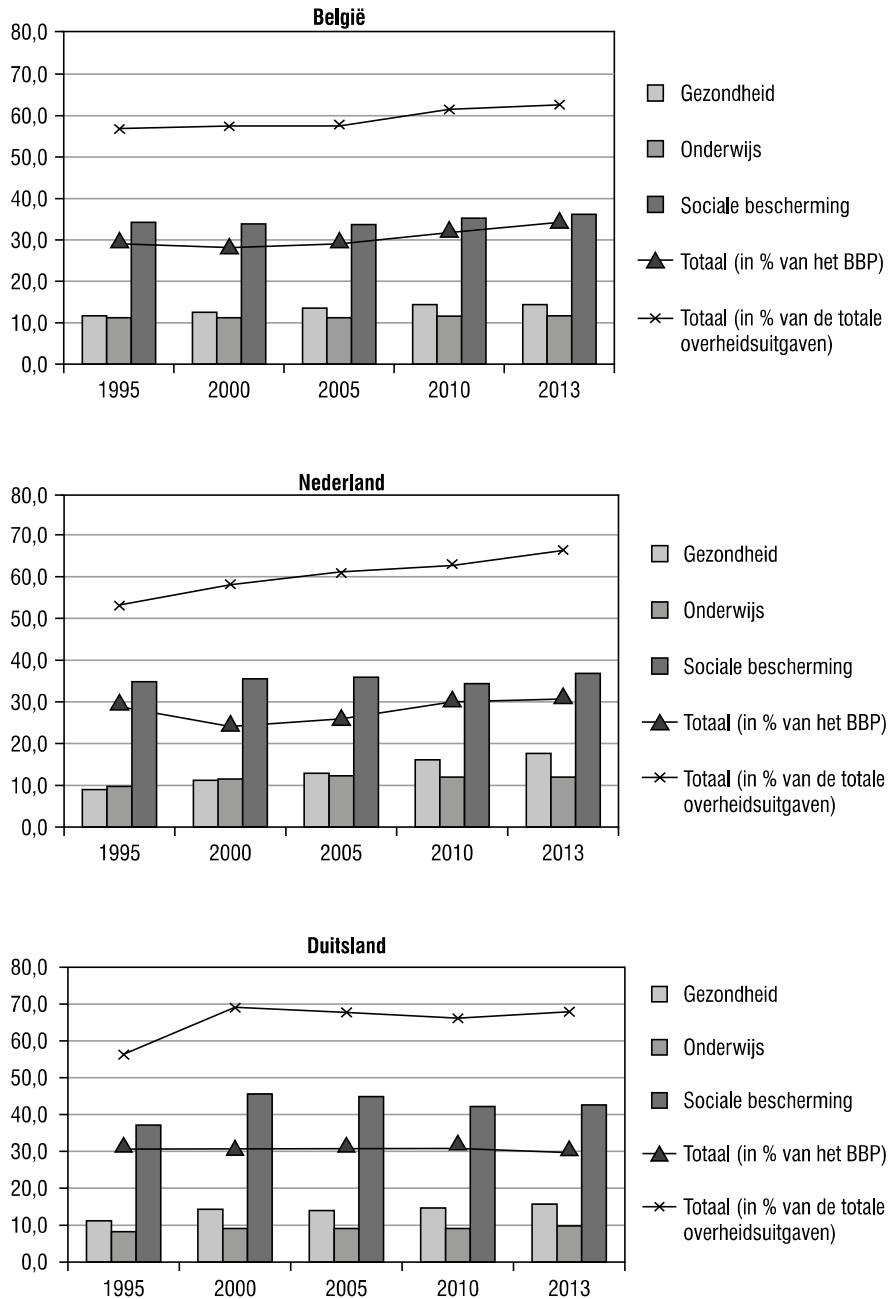 België
80,0
70,0
60,0
50,0
40,0
30,0
20,0
10,0
0,0
1995 2000 2005 2010 2013
Gezondheid
Onderwijs
Sociale bescherming
Totaal (in % van het BBP)
Totaal (in % van de totale
overheidsuitgaven)
Nederland
80,0
70,0
60,0
50,0
40,0
30,0
20,0
10,0
0,0
1995 2000 2005 2010 2013
Gezondheid
Onderwijs
Sociale bescherming
Totaal (in % van het BBP)
Totaal (in % van de totale
overheidsuitgaven)
Duitsland
80,0
70,0
60,0
50,0
40,0
30,0
20,0
10,0
0,0
1995 2000 2005 2010 2013
Gezondheid
Onderwijs
Sociale bescherming
Totaal (in % van het BBP)
Totaal (in % van de totale
overheidsuitgaven)